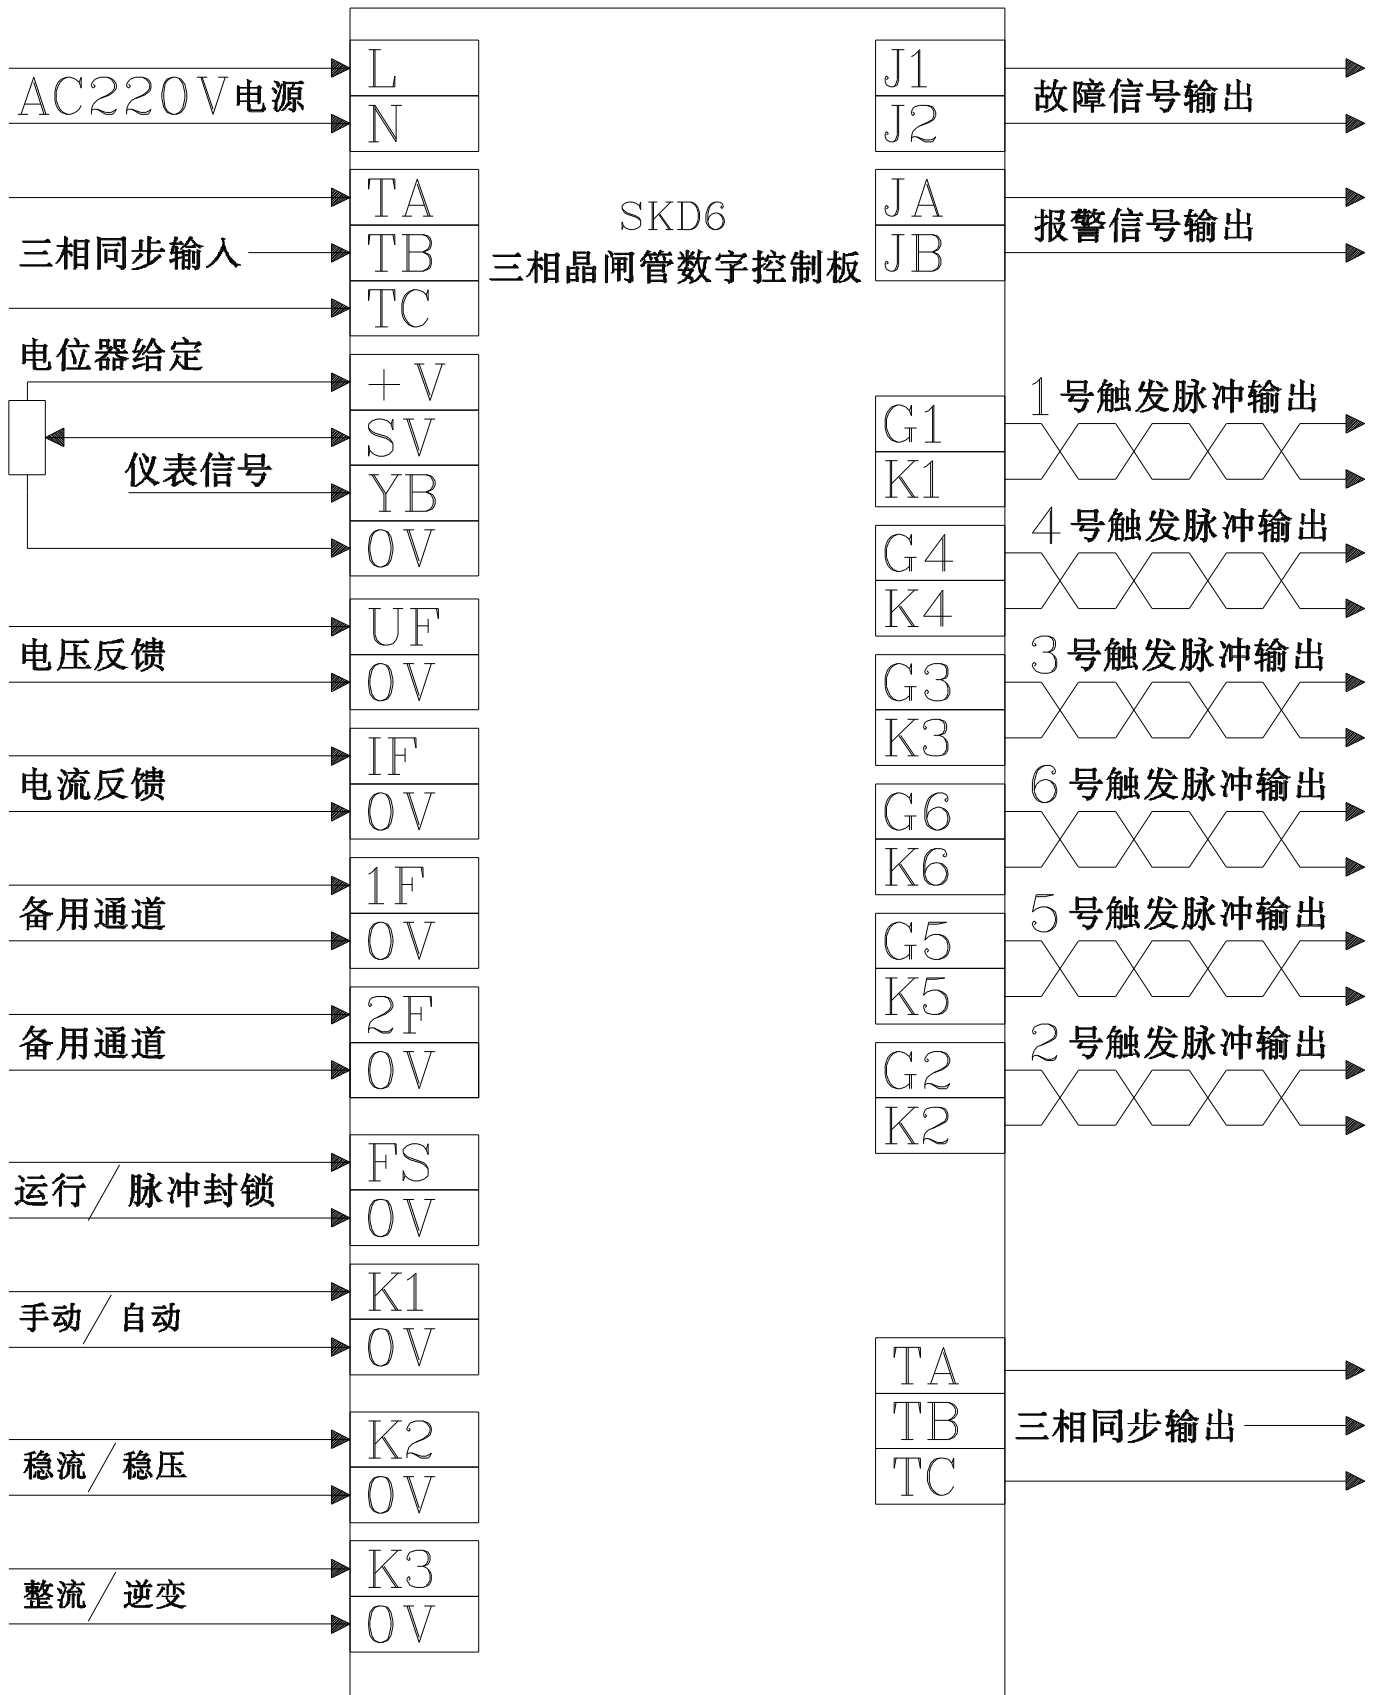 L
AC220V电源
N
TA
三相同步输入
TB
TC
电位器给定
+V
SV
仪表信号
YB
0V
UF
电压反馈
0V
IF
电流反馈
0V
1F
备用通道
0V
2F
备用通道
0V
FS
运行/脉冲封锁
0V
K1
手动/自动
0V
K2
稳流/稳压
0V
K3
整流/逆变
0V
SKD6
三相晶闸管数字控制板
J1
故障信号输出
J2
JA
报警信号输出
JB
1号触发脉冲输出
G1
K1
4号触发脉冲输出
G4
K4
3号触发脉冲输出
G3
K3
6号触发脉冲输出
G6
K6
5号触发脉冲输出
G5
K5
2号触发脉冲输出
G2
K2
TA
TB
三相同步输出
TC